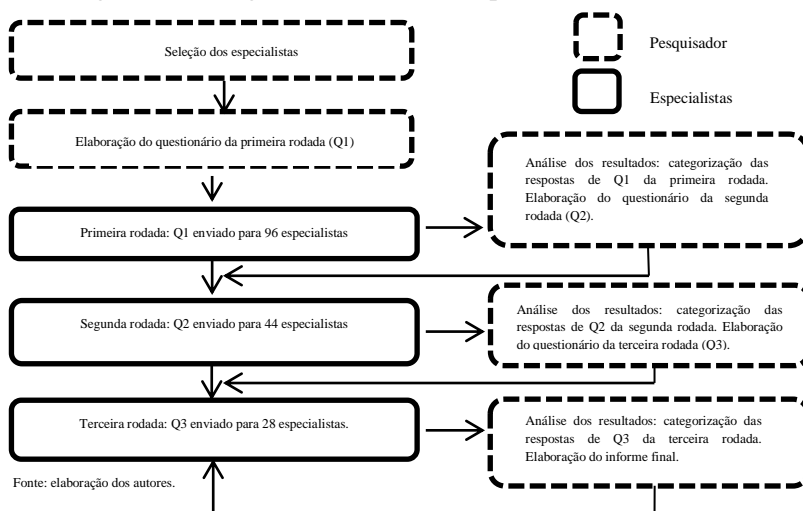 Seleção dos especialistas
Pesquisador
Especialistas
Elaboração do questionário da primeira rodada (Q1)
Análise dos resultados: categorização das
respostas de Q1 da primeira rodada.
Elaboração do questionário da segunda
rodada (Q2).
Primeira rodada: Q1 enviado para 96 especialistas
Segunda rodada: Q2 enviado para 44 especialistas
Análise dos resultados: categorização das
respostas de Q2 da segunda rodada. Elaboração
do questionário da terceira rodada (Q3).
Terceira rodada: Q3 enviado para 28 especialistas.
Análise dos resultados: categorização das
respostas de Q3 da terceira rodada.
Elaboração do informe final.
Fonte: elaboração dos autores.